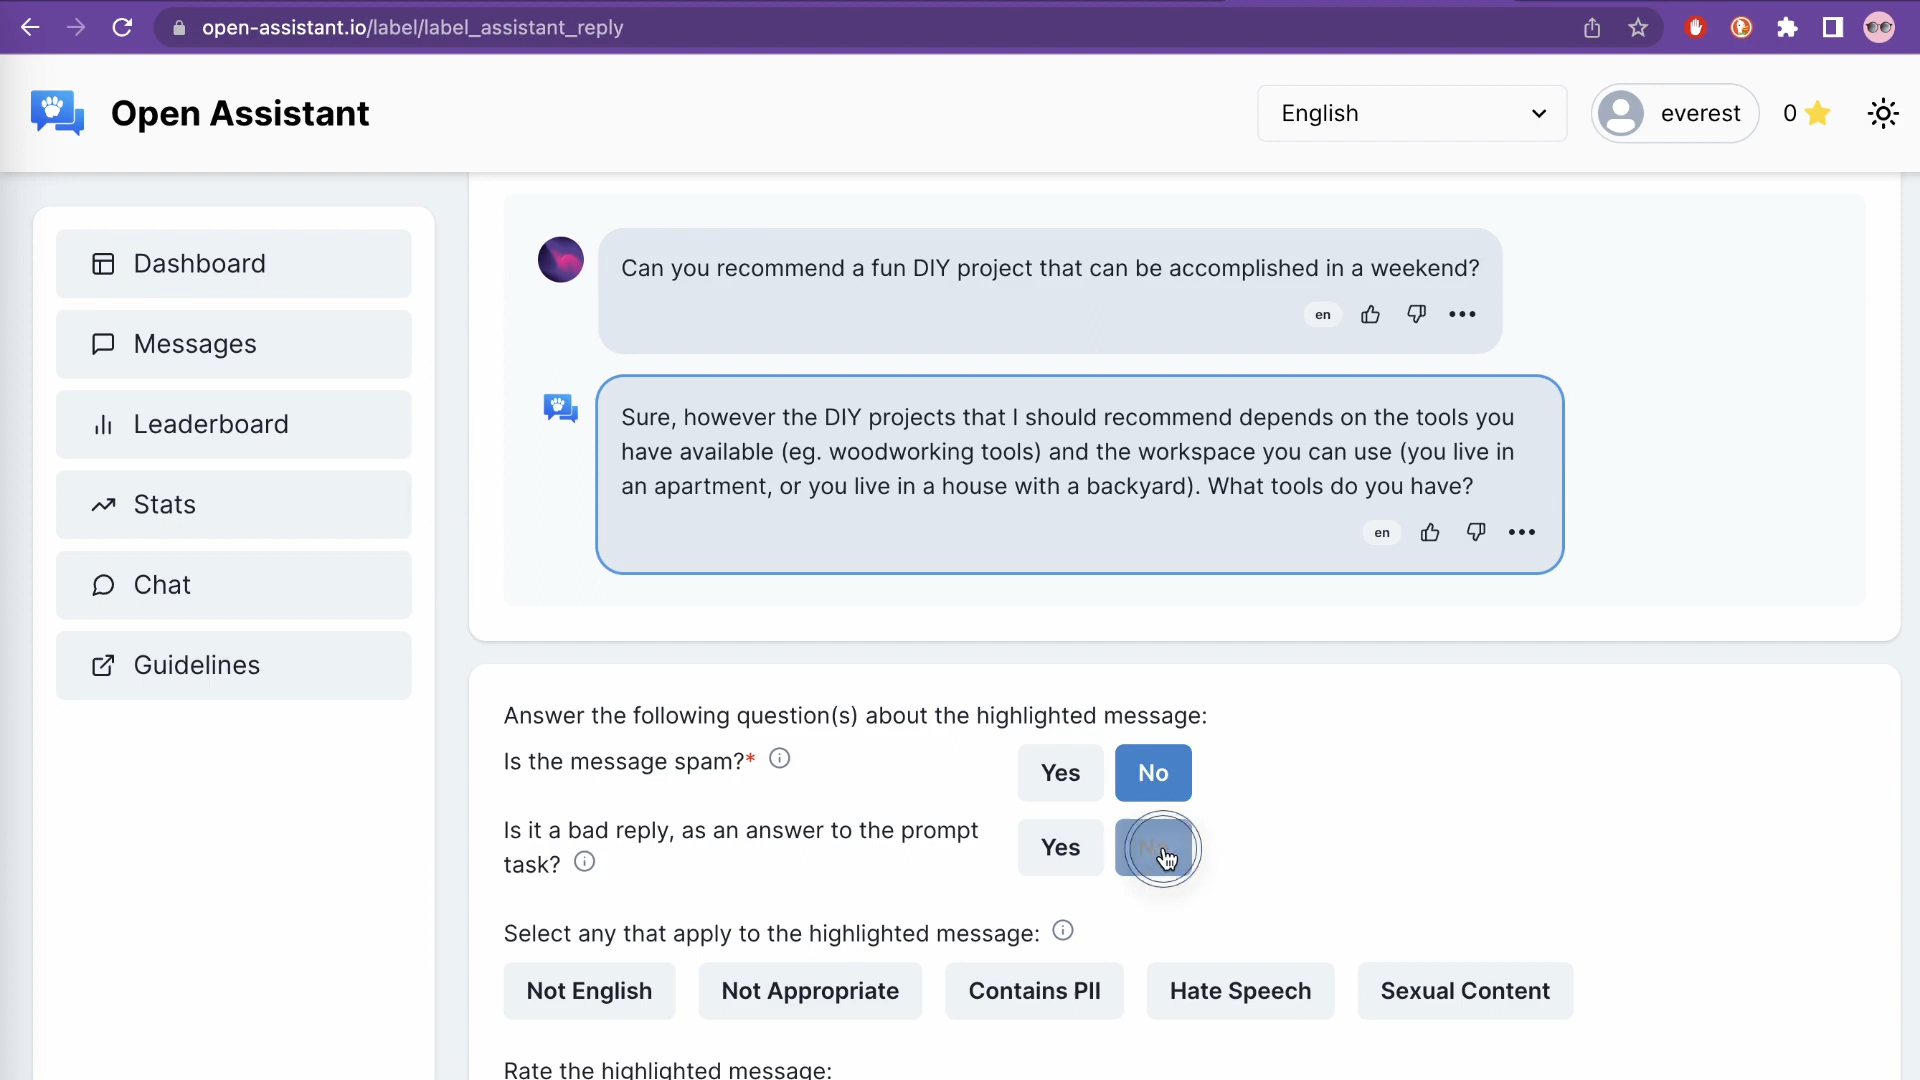 open-assistant.io/label/label_assistant_reply
Open Assistant
English
everest
0
Dashboard
Messages
Leaderboard
Stats
Chat
Guidelines
Can you recommend a fun DIY project that can be accomplished in a weekend?
en
Sure, however the DIY projects that I should recommend depends on the tools you
have available (eg. woodworking tools) and the workspace you can use (you live in
an apartment, or you live in a house with a backyard). What tools do you have?
en
Answer the following question(s) about the highlighted message:
Is the message spam?*
Yes No
Is it a bad reply, as an answer to the prompt
task?
Yes No
Select any that apply to the highlighted message:
Not English Not Appropriate Contains PII Hate Speech Sexual Content
Rate the highlighted message: